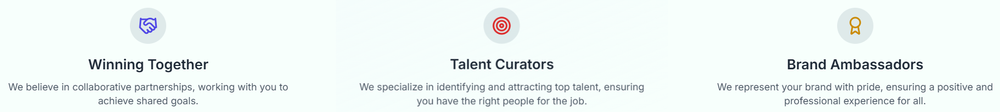 Winning Together
We believe in collaborative partnerships, working with you to
achieve shared goals.
Talent Curators
We specialize in identifying and attracting top talent, ensuring
you have the right people for the job.
Brand Ambassadors
We represent your brand with pride, ensuring a positive and
professional experience for all.